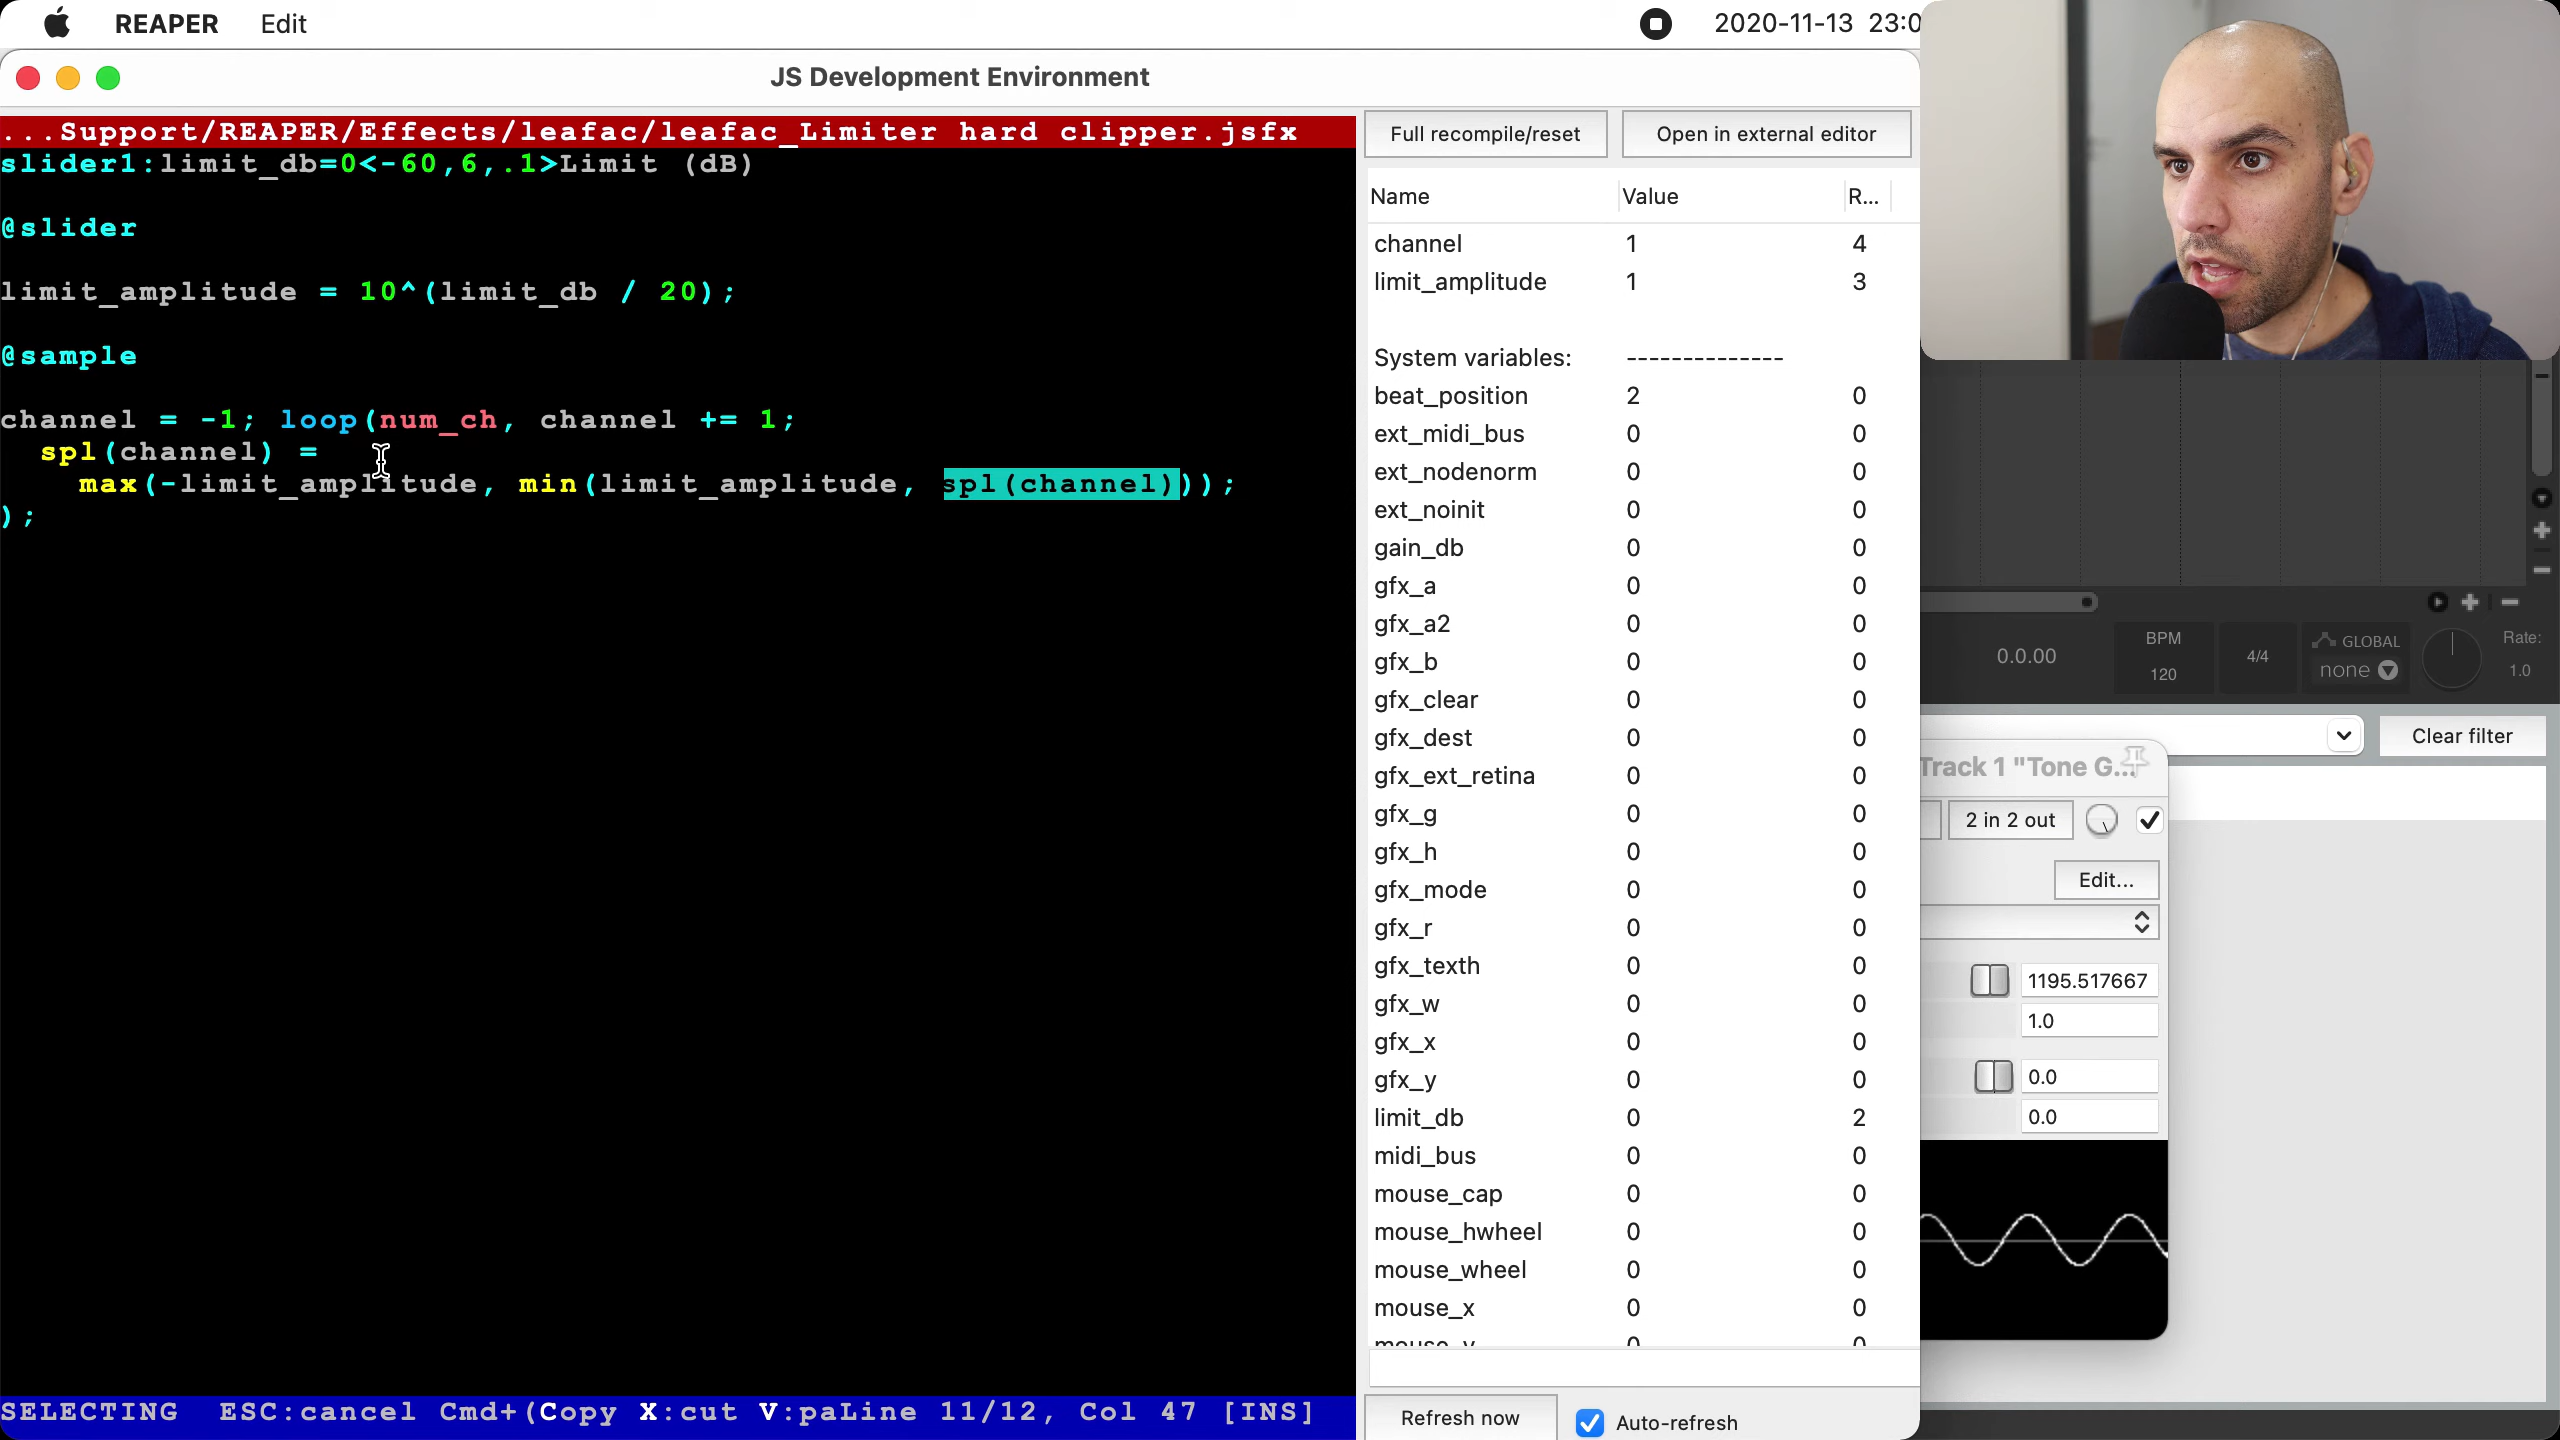 REAPER Edit 2020-11-13 23:0
JS Development Environment
...Support/REAPER/Effects/leafac/leafac_Limiter hard clipper.jsfx
slider1:limit_db=0<-60,6,.1>Limit (dB)
@slider
limit_amplitude = 10^(limit_db / 20);
@sample
channel = -1; loop(num_ch, channel += 1;
spl(channel) =
max(-limit_amplitude, min(limit_amplitude, spl(channel)));
);
SELECTING ESC:cancel Cmd+(Copy X:cut V:paLine 11/12, Col 47 [INS]
Full recompile/reset Open in external editor
Name Value R...
channel 1 4
limit_amplitude 1 3
System variables: --------------
beat_position 2 0
ext_midi_bus 0 0
ext_nodenorm 0 0
ext_noinit 0 0
gain_db 0 0
gfx_a 0 0
gfx_a2 0 0
gfx_b 0 0
gfx_clear 0 0
gfx_dest 0 0
gfx_ext_retina 0 0
gfx_g 0 0
gfx_h 0 0
gfx_mode 0 0
gfx_r 0 0
gfx_texth 0 0
gfx_w 0 0
gfx_x 0 0
gfx_y 0 0
limit_db 0 2
midi_bus 0 0
mouse_cap 0 0
mouse_hwheel 0 0
mouse_wheel 0 0
mouse_x 0 0
Refresh now Auto-refresh
0.0.00
BPM
120
4/4
GLOBAL
none
Rate:
1.0
Clear filter
Track 1 "Tone G...
2 in 2 out
Edit...
1195.517667
1.0
0.0
0.0